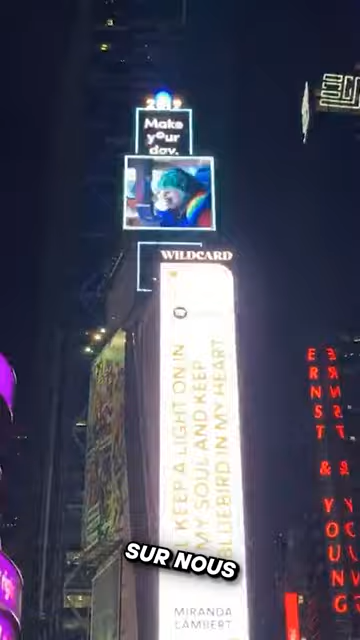 Make
your
day.
WILDCARD
I KEEP A LIGHT ON IN
MY SOUL AND KEEP
BLUEBIRD IN MY HEART
MIRANDA
LAMBERT
ERNST
&
YOUNG
SUR NOUS